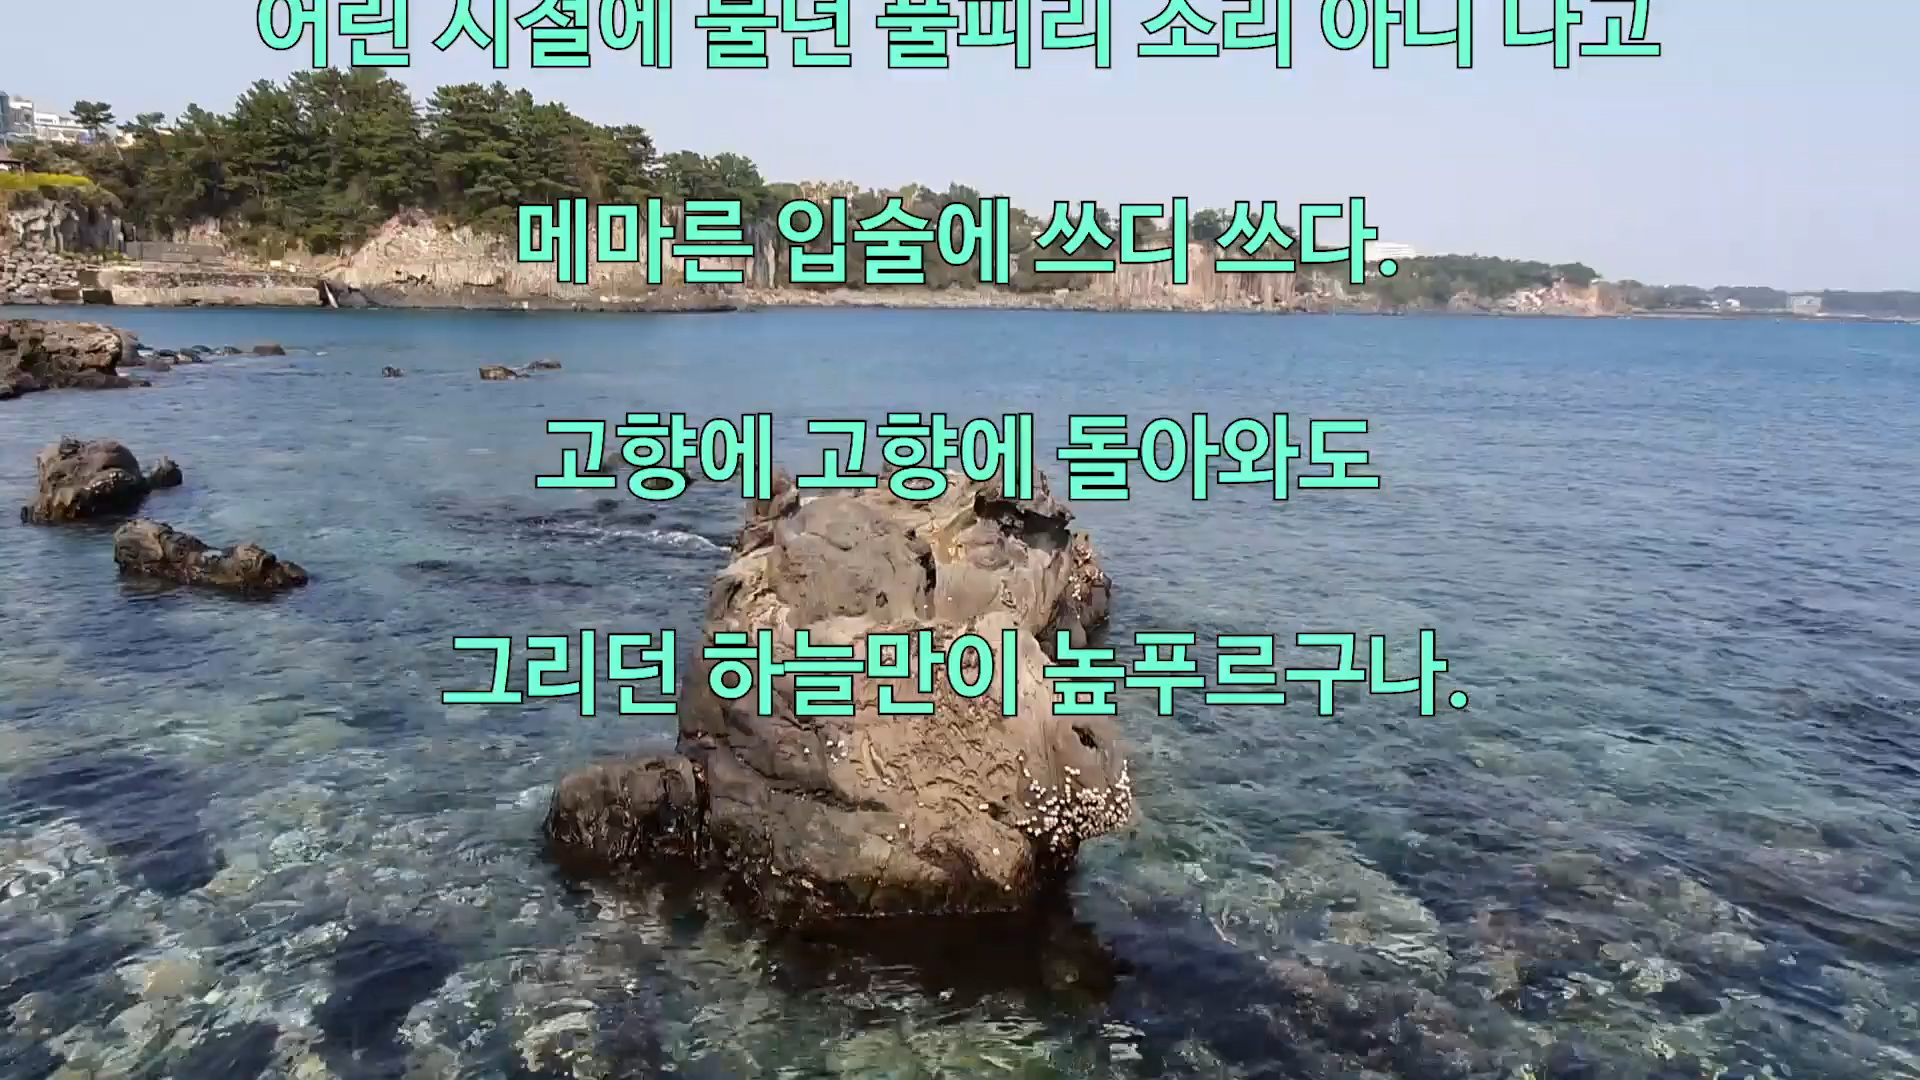 어린 시절에 불던 풀피리 소리 아니 나고
메마른 입술에 쓰디 쓰다.
고향에 고향에 돌아와도
그리던 하늘만이 높푸르구나.